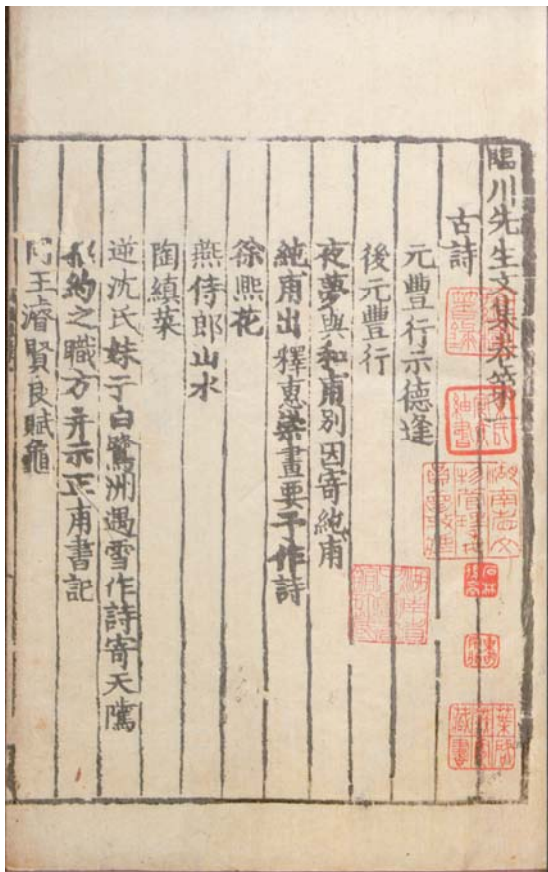 臨川先生文集卷第一
古詩
元豐行示德逢
後元豐行
夜夢與和甫別因寄純甫
純甫出釋惠崇畫要予作詩
徐熙花
燕侍郎山水
陶縝菜
逆沈氏妹于白鷺洲遇雪作詩寄天隲
和約之職方并示正甫書記
同王濬賢良賦龜